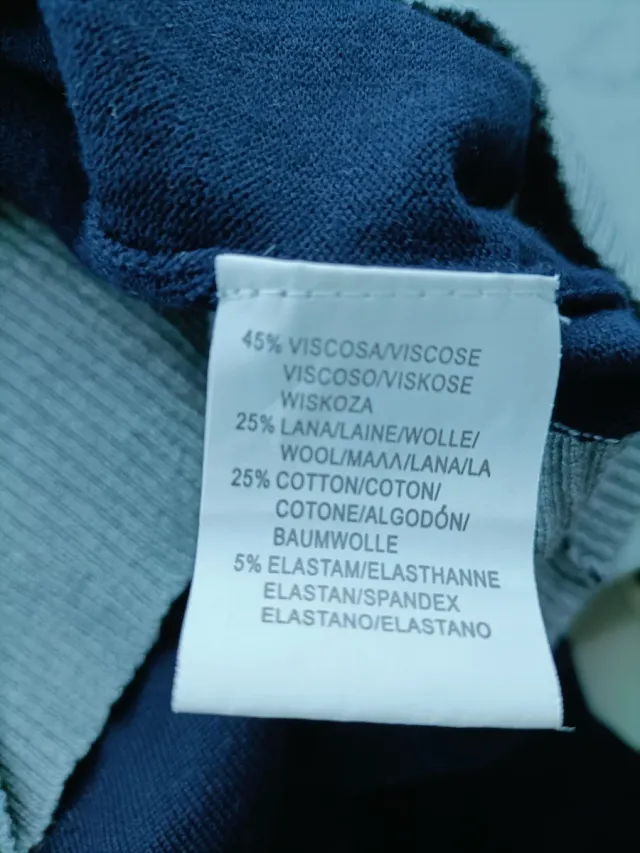 45% VISCOSA/VISCOSE
VISCOSO/VISKOSE
WISKOZA
25% LANA/LAINE/WOLLE/
WOOL/ΜΑΛΛ/LANA/LA
25% COTTON/COTON/
COTONE/ALGODÓN/
BAUMWOLLE
5% ELASTAM/ELASTHANNE
ELASTAN/SPANDEX
ELASTANO/ELASTANO